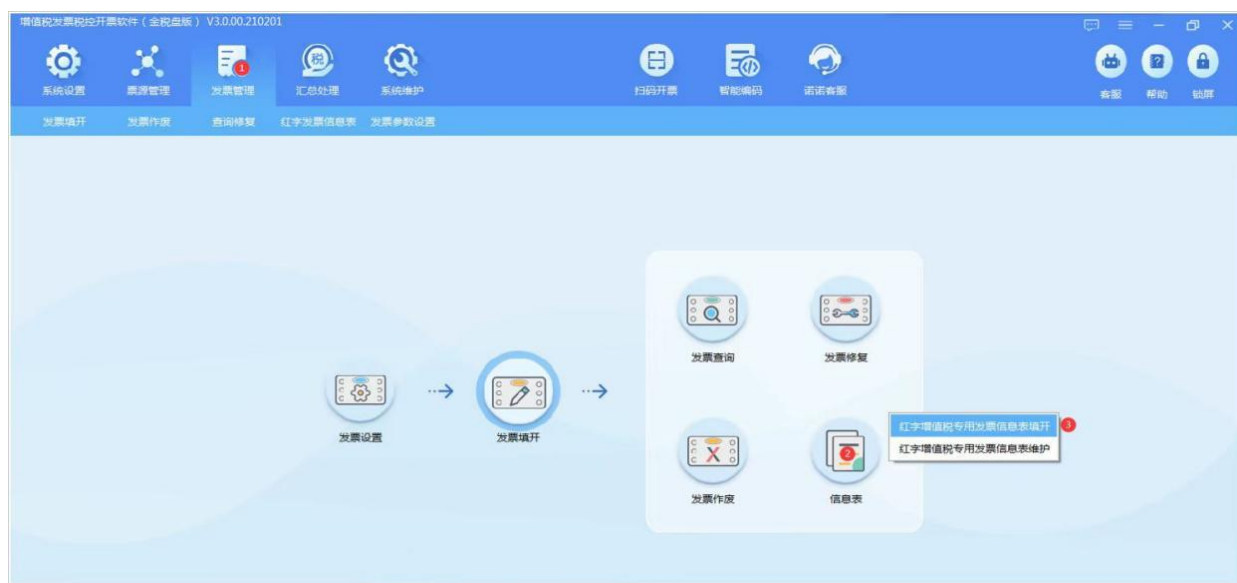 增值税发票税控开票软件（金税盘版） V3.0.00.210201
系统设置 票源管理 发票管理 1 汇总处理 系统维护 扫码开票 智能编码 诺诺客服 客服 帮助 锁屏
税
发票填开 发票作废 查询修复 红字发票信息表 发票参数设置
发票查询 发票修复
发票设置 发票填开
红字增值税专用发票信息表填开 3
红字增值税专用发票信息表维护
2
发票作废 信息表